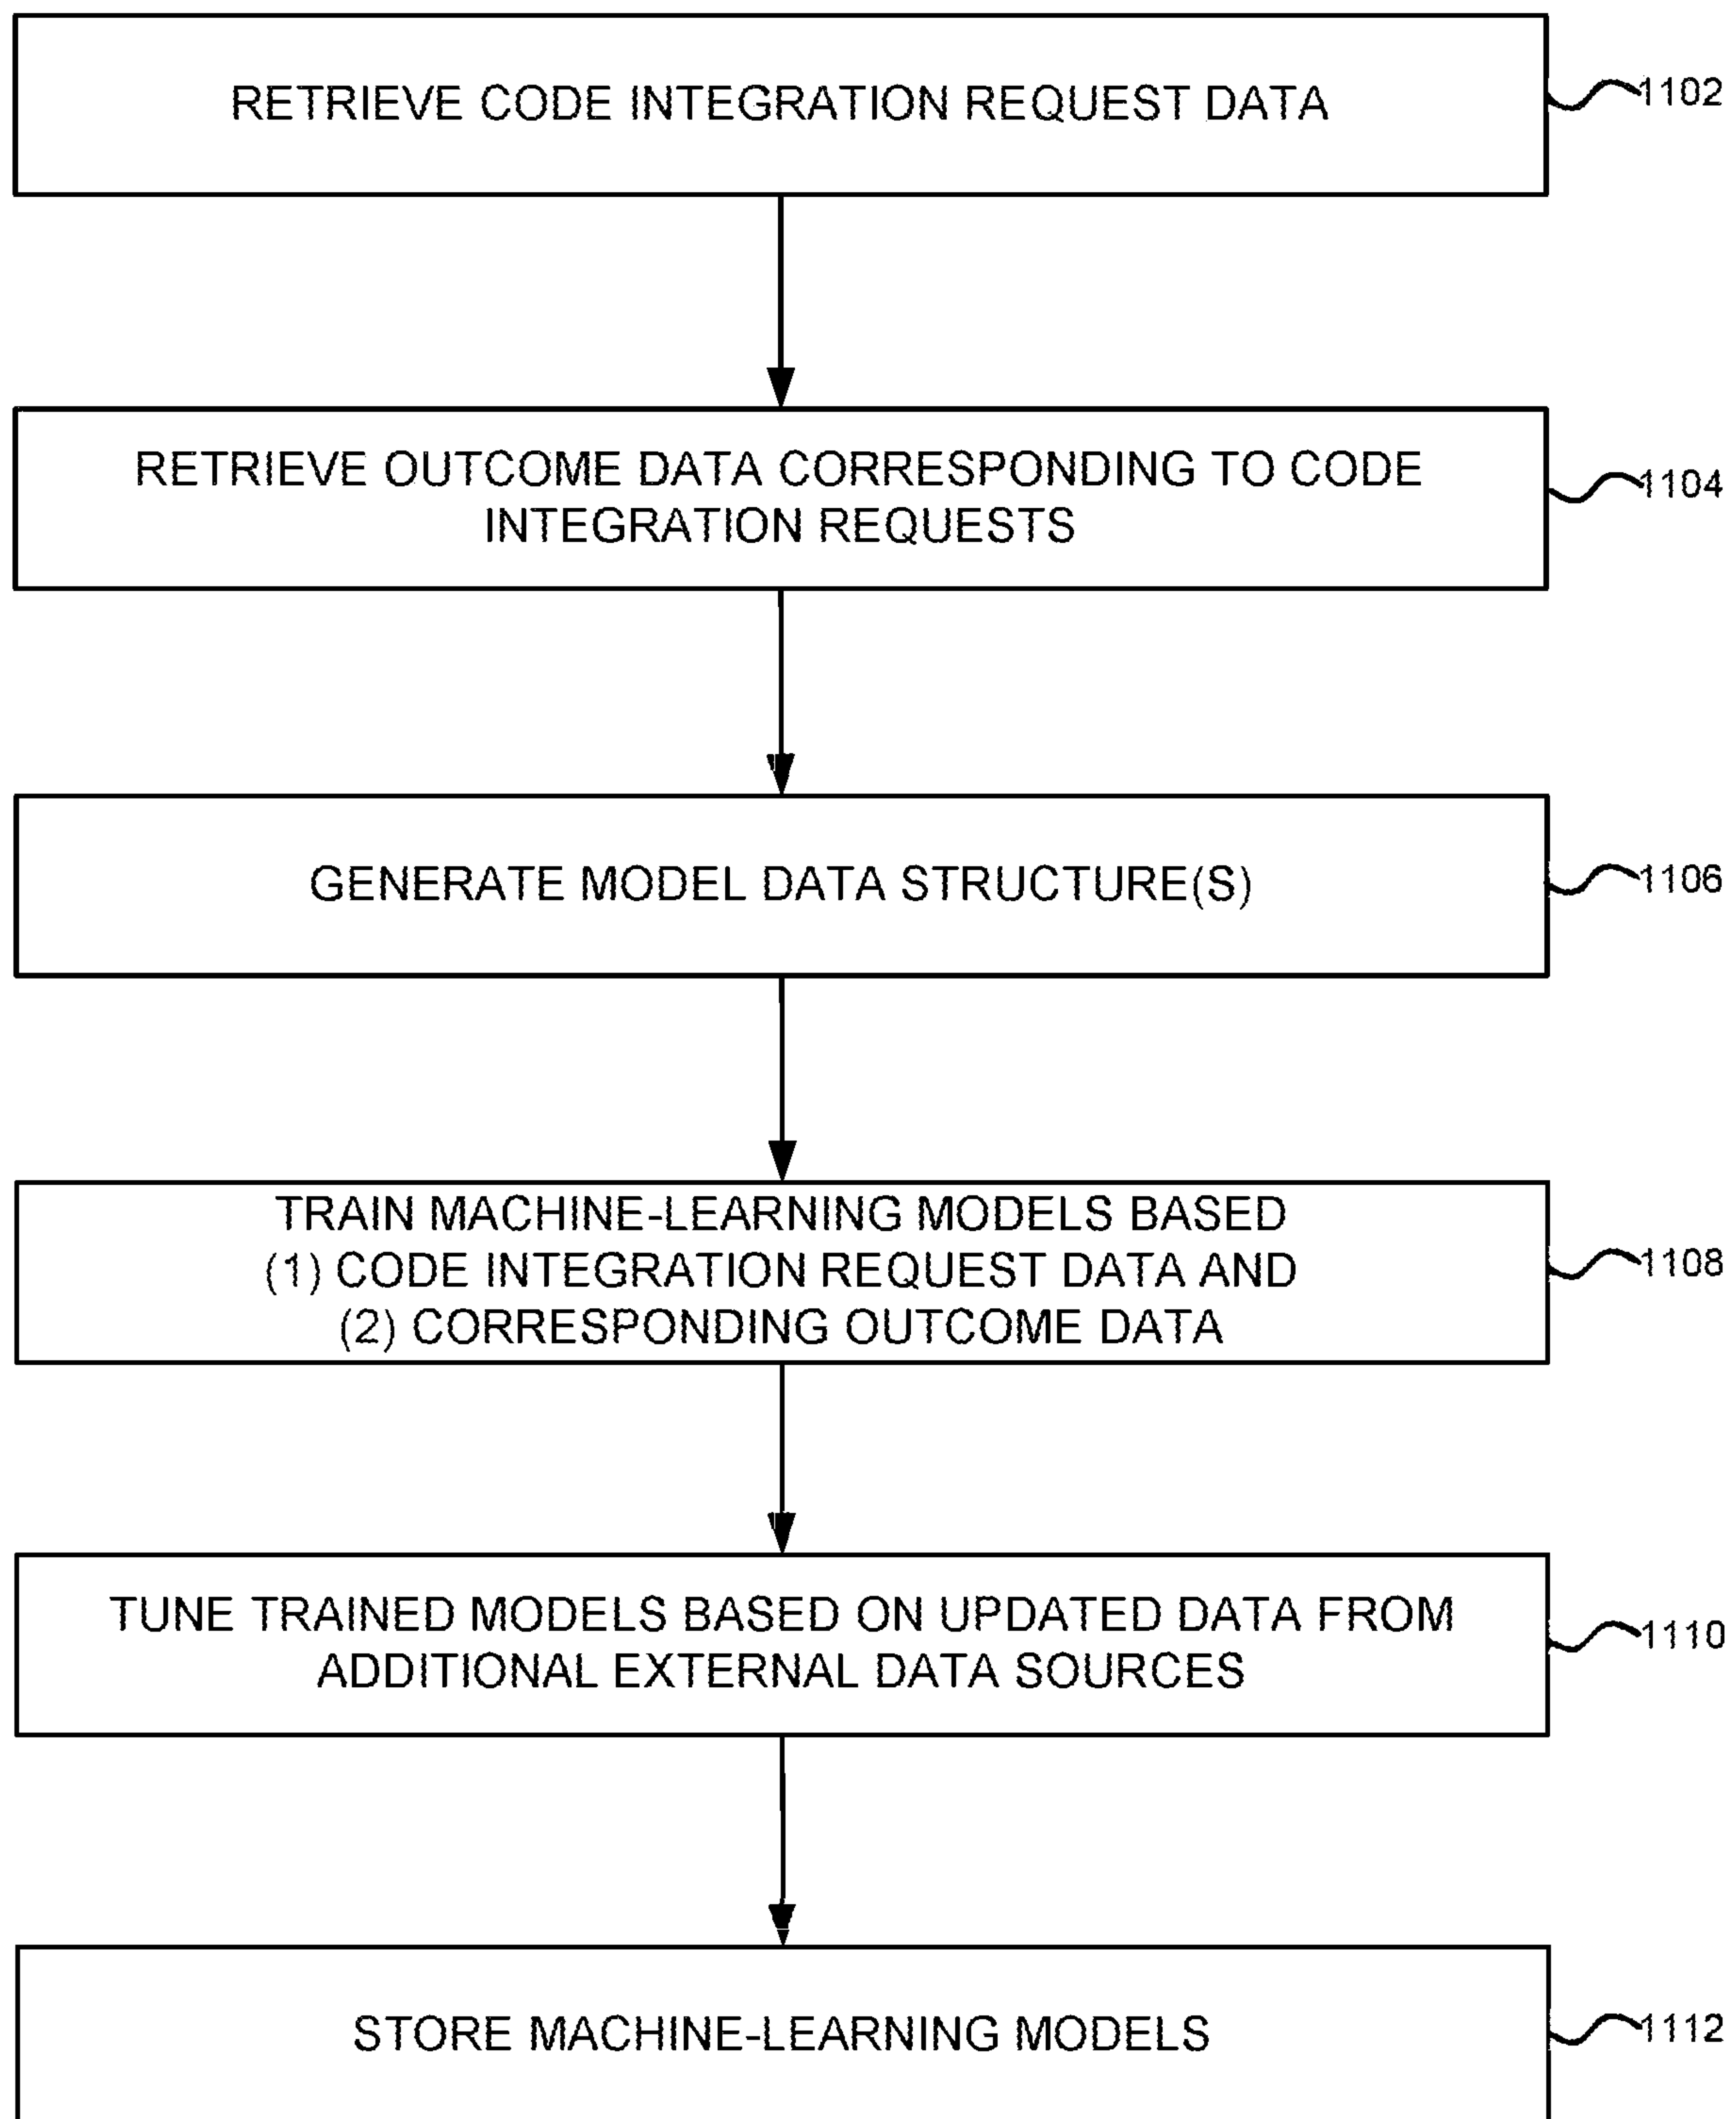 RETRIEVE CODE INTEGRATION REQUEST DATA
1102
RETRIEVE OUTCOME DATA CORRESPONDING TO CODE
INTEGRATION REQUESTS
1104
GENERATE MODEL DATA STRUCTURE(S)
1106
TRAIN MACHINE-LEARNING MODELS BASED
(1) CODE INTEGRATION REQUEST DATA AND
(2) CORRESPONDING OUTCOME DATA
1108
TUNE TRAINED MODELS BASED ON UPDATED DATA FROM
ADDITIONAL EXTERNAL DATA SOURCES
1110
STORE MACHINE-LEARNING MODELS
1112